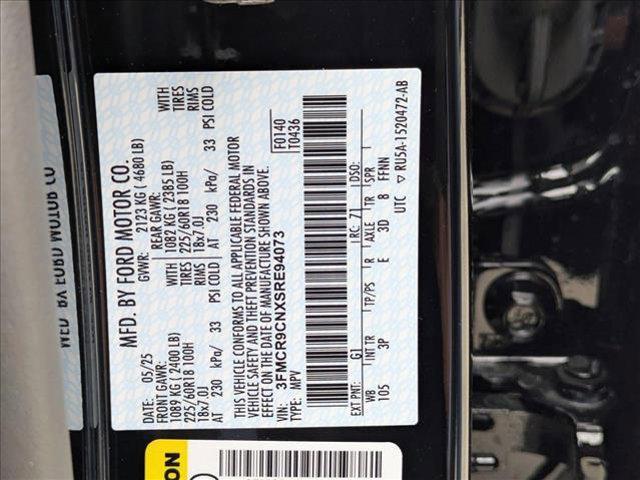 MFD. BY FORD MOTOR CO.
DATE: 05/25 GVWR: 2123 KG ( 4680 LB)
FRONT GAWR: REAR GAWR:
1089 KG ( 2400 LB) 1082 KG ( 2385 LB) WITH
225/60R18 100H 225/60R18 100H TIRES
18x7.0J RIMS 18x7.0J RIMS
AT 230 kPa/ 33 AT 230 kPa/ 33 PSI COLD
THIS VEHICLE CONFORMS TO ALL APPLICABLE FEDERAL MOTOR
VEHICLE SAFETY AND THEFT PREVENTION STANDARDS IN
EFFECT ON THE DATE OF MANUFACTURE SHOWN ABOVE.
VIN: 3FMCR9CNXSRE94073 F0140
TYPE: MPV T0436
EXT PNT: G1 RC: 71 DSO:
WB INT TR TP/PS R AXLE TR SPR
105 3P E 3D 8 FFNN
UTC ▽ RU5A-1520472-AB
MFD. BY FORD MOTOR CO